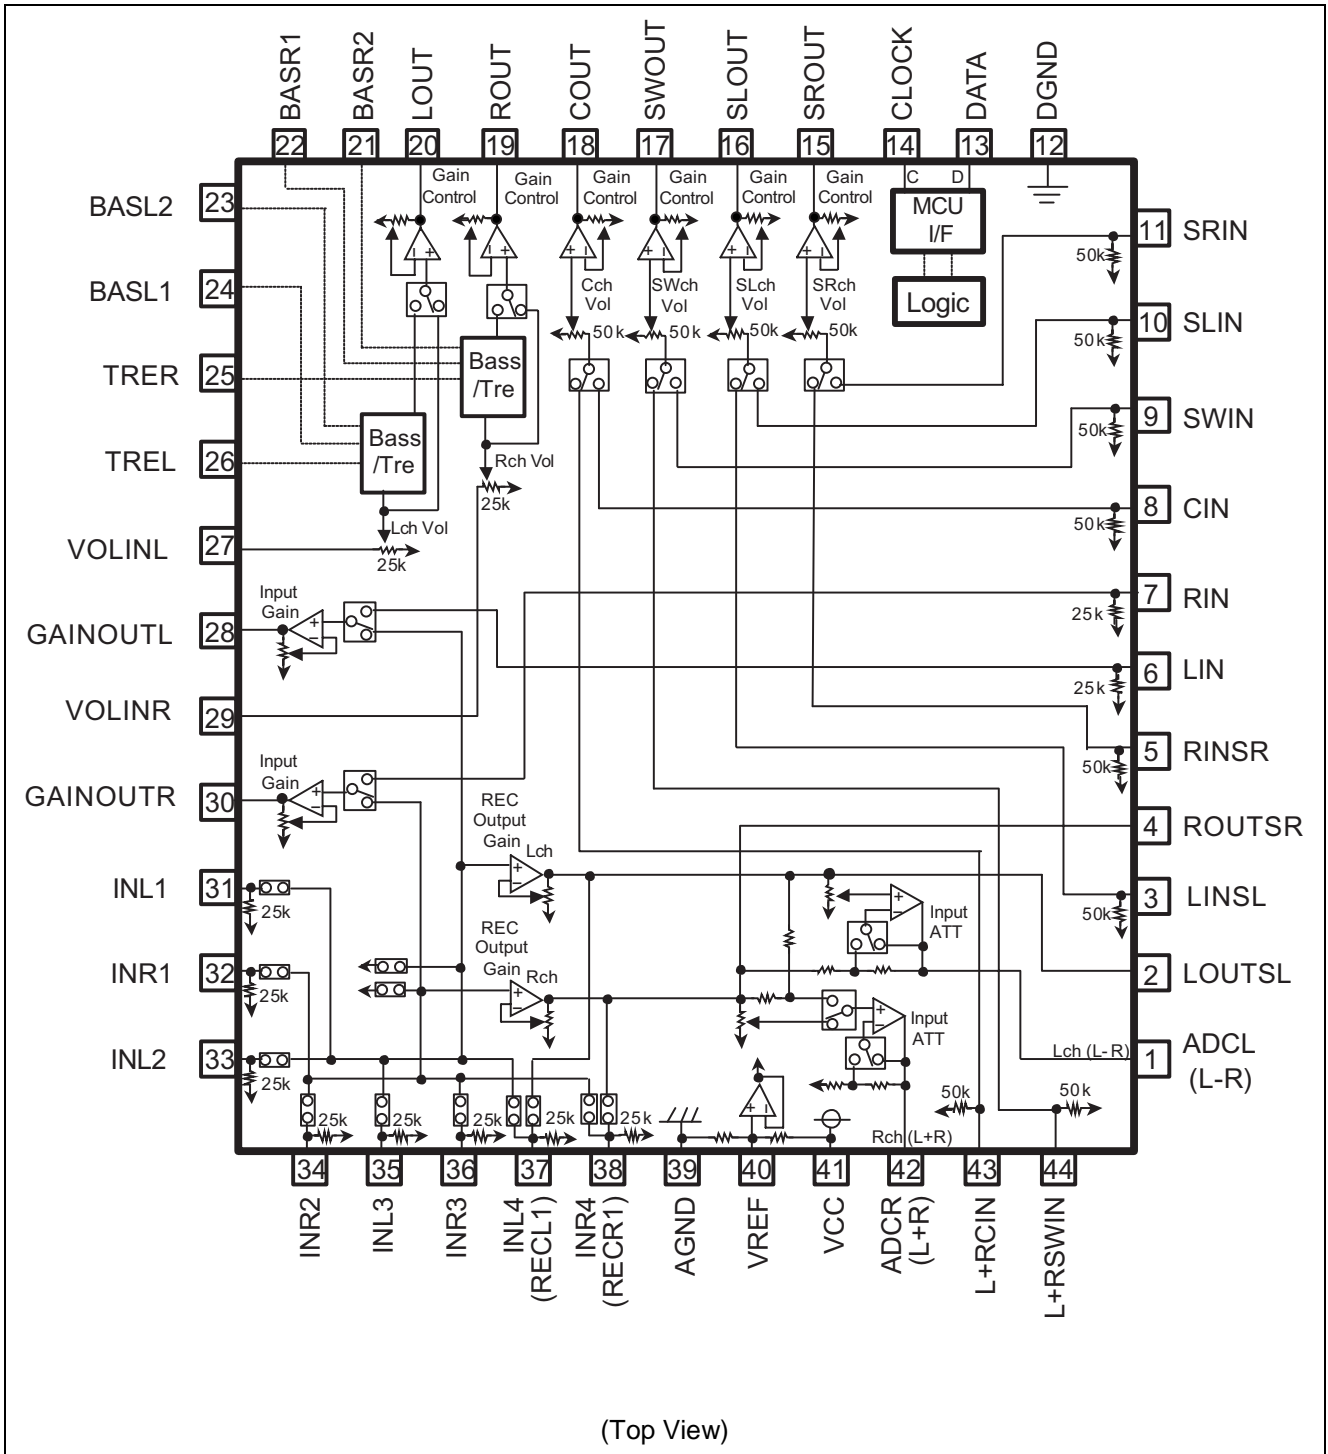 BASR1
BASR2
LOUT
ROUT
COUT
SWOUT
SLOUT
SROUT
CLOCK
DATA
DGND
22
21
20
19
18
17
16
15
14
13
12
Gain
Control
Gain
Control
Gain
Control
Gain
Control
Gain
Control
Gain
Control
C
D
MCU
I/F
Logic
BASL2
23
BASL1
24
TRER
25
TREL
26
VOLINL
27
GAINOUTL
28
VOLINR
29
GAINOUTR
30
INL1
31
INR1
32
INL2
33
11
SRIN
50k
10
SLIN
50k
9
SWIN
50k
8
CIN
50k
7
RIN
25k
6
LIN
25k
5
RINSR
50k
4
ROUTSR
3
LINSL
50k
2
LOUTSL
1
ADCL
(L-R)
Lch (L-R)
Cch
Vol
SWch
Vol
SLch
Vol
SRch
Vol
50k
50k
50k
50k
Bass
/Tre
Bass
/Tre
Rch Vol
25k
Lch Vol
25k
Input
Gain
Input
Gain
REC
Output
Gain
Lch
REC
Output
Gain
Rch
Input
ATT
Input
ATT
25k
25k
25k
25k
25k
25k
25k
25k
50k
50k
Rch (L+R)
34
35
36
37
38
39
40
41
42
43
44
INR2
INL3
INR3
INL4
(RECL1)
INR4
(RECR1)
AGND
VREF
VCC
ADCR
(L+R)
L+RCIN
L+RSWIN
(Top View)